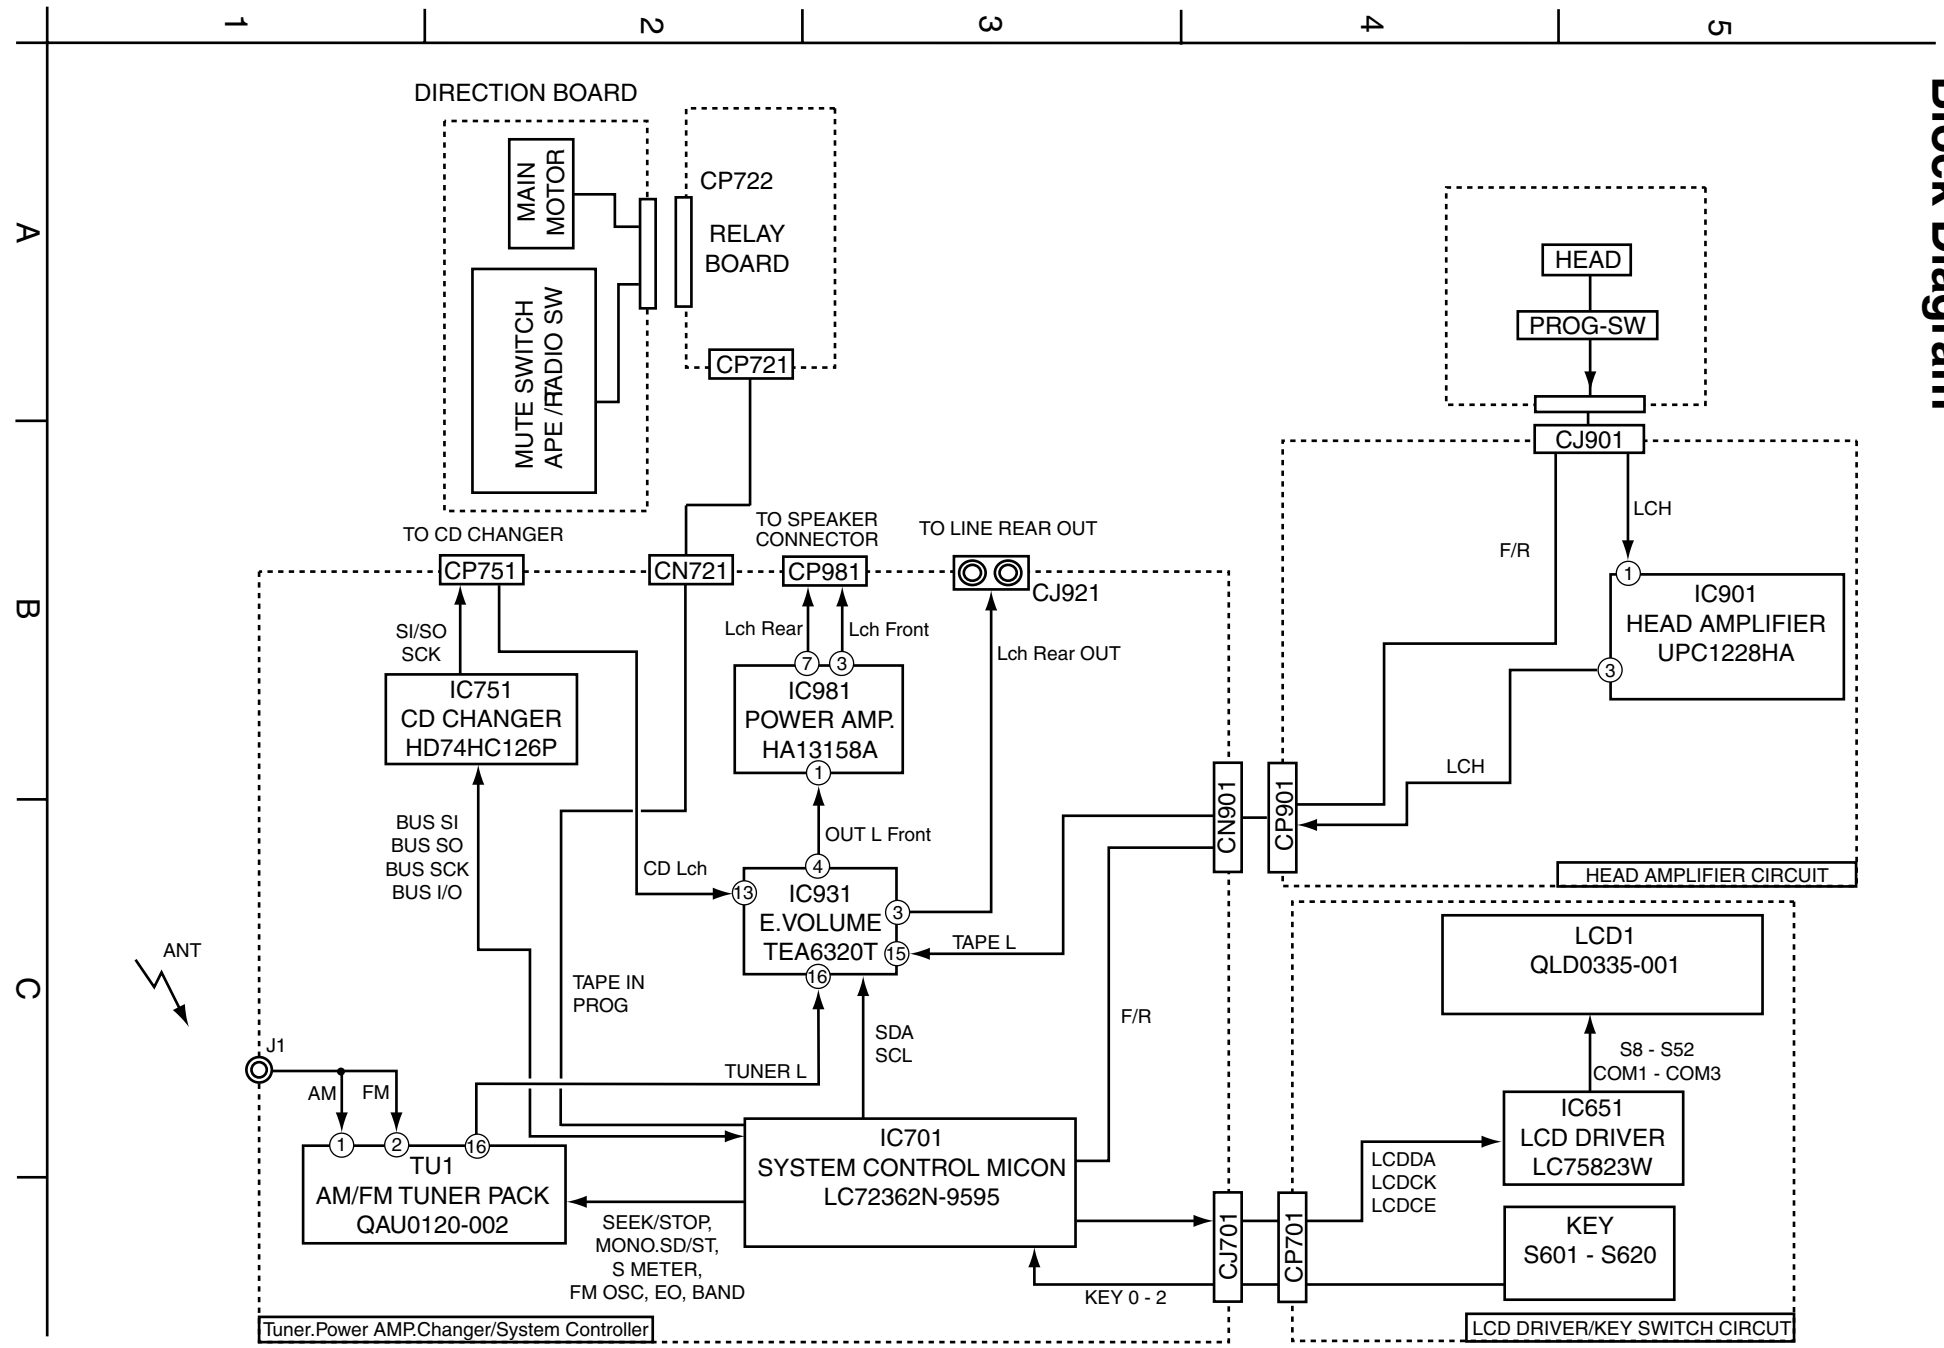 1
2
3
4
5
Block Diagram
A
B
C
DIRECTION BOARD
MAIN
MOTOR
MUTE SWITCH
APE /RTADIO SW
CP722
RELAY
BOARD
CP721
HEAD
PROG-SW
CJ901
LCH
F/R
1
IC901
HEAD AMPLIFIER
UPC1228HA
3
LCH
CP901
HEAD AMPLIFIER CIRCUIT
TO CD CHANGER
TO SPEAKER
CONNECTOR
TO LINE REAR OUT
CP751
CN721
CP981
CJ921
SI/SO
SCK
Lch Rear
Lch Front
Lch Rear OUT
IC751
CD CHANGER
HD74HC126P
7
3
IC981
POWER AMP.
HA13158A
1
CN901
BUS SI
BUS SO
BUS SCK
BUS I/O
OUT L Front
CD Lch
4
13
IC931
E.VOLUME
TEA6320T
3
15
16
TAPE L
ANT
TAPE IN
PROG
SDA
SCL
F/R
J1
TUNER L
AM
FM
1
2
16
TU1
AM/FM TUNER PACK
QAU0120-002
IC701
SYSTEM CONTROL MICON
LC72362N-9595
SEEK/STOP,
MONO.SD/ST,
S METER,
FM OSC, EO, BAND
KEY 0 - 2
CJ701
CP701
Tuner.Power AMP.Changer/System Controller
LCD1
QLD0335-001
S8 - S52
COM1 - COM3
IC651
LCD DRIVER
LC75823W
LCDDA
LCDCK
LCDCE
KEY
S601 - S620
LCD DRIVER/KEY SWITCH CIRCUT